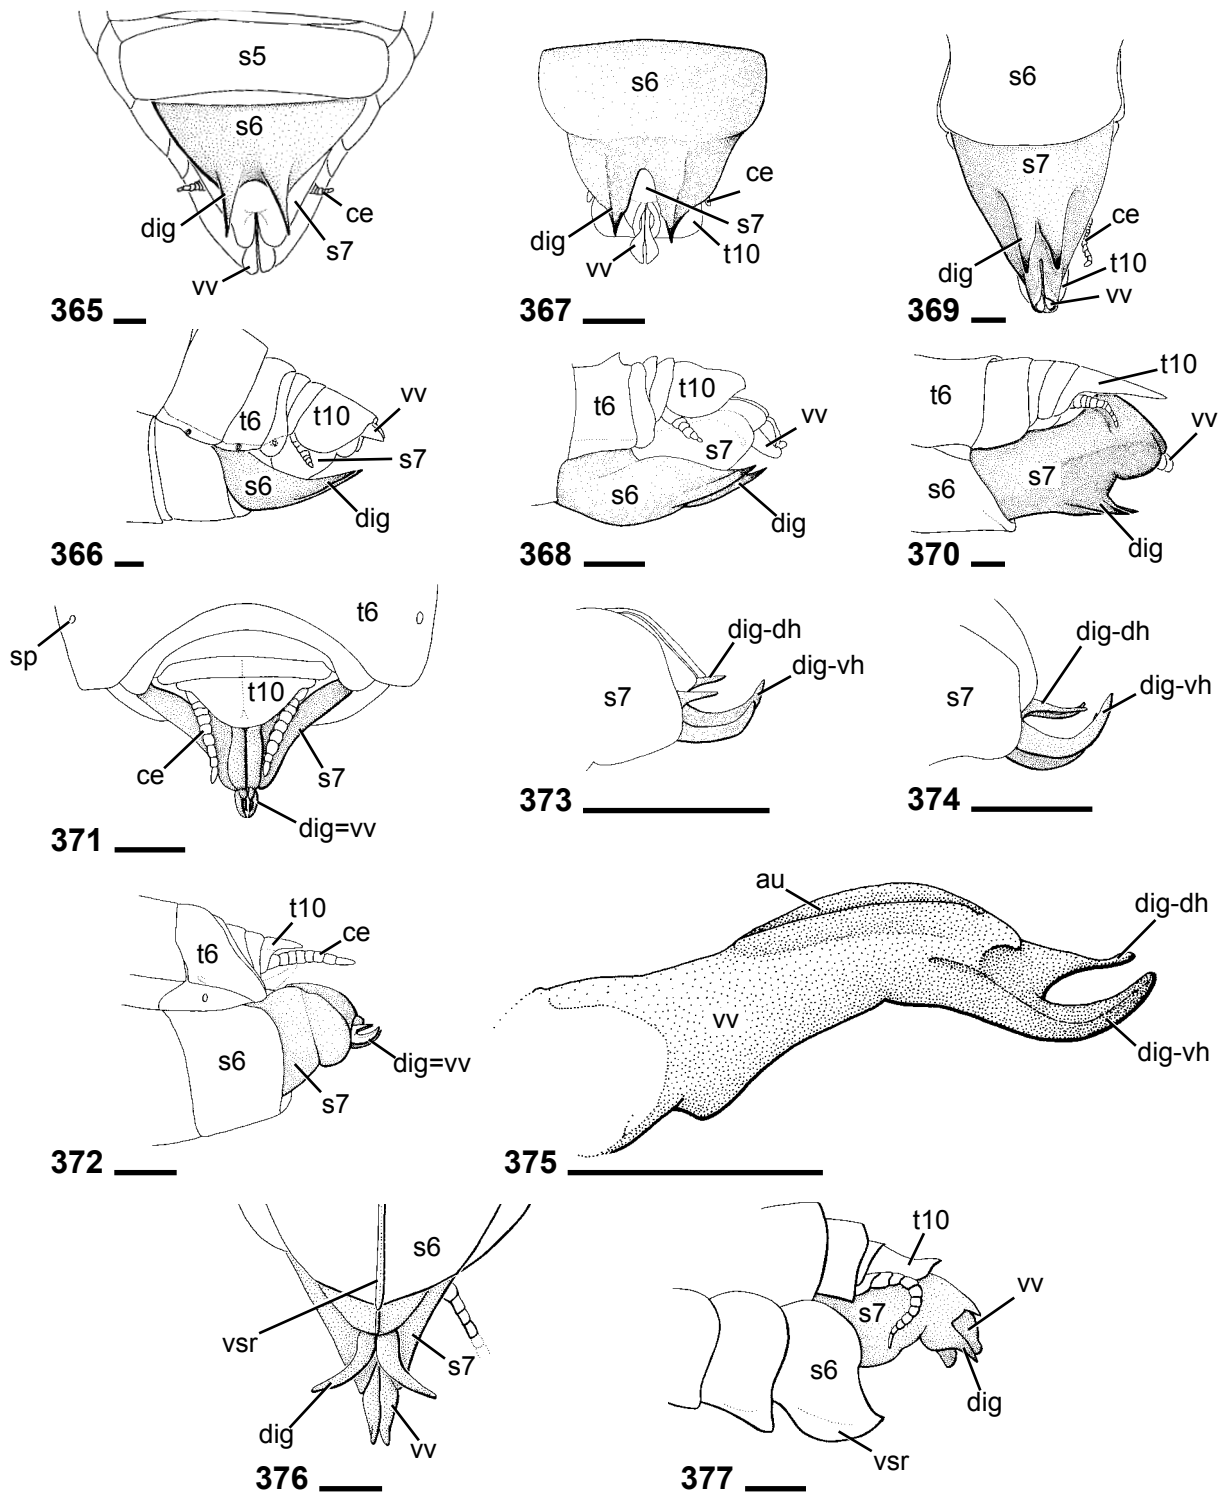 s5
s6
dig
ce
s7
vv
365
s6
ce
dig
s7
vv
t10
367
s6
s7
ce
dig
t10
vv
369
t6
t10
vv
s7
s6
dig
366
t6
t10
vv
s7
s6
dig
368
t10
t6
vv
s7
s6
dig
370
t6
sp
t10
ce
s7
dig=vv
371
dig-dh
dig-vh
s7
373
dig-dh
s7
dig-vh
374
t10
ce
t6
s6
dig=vv
s7
372
au
dig-dh
vv
dig-vh
375
s6
vsr
s7
dig
vv
376
t10
vv
s7
s6
dig
vsr
377